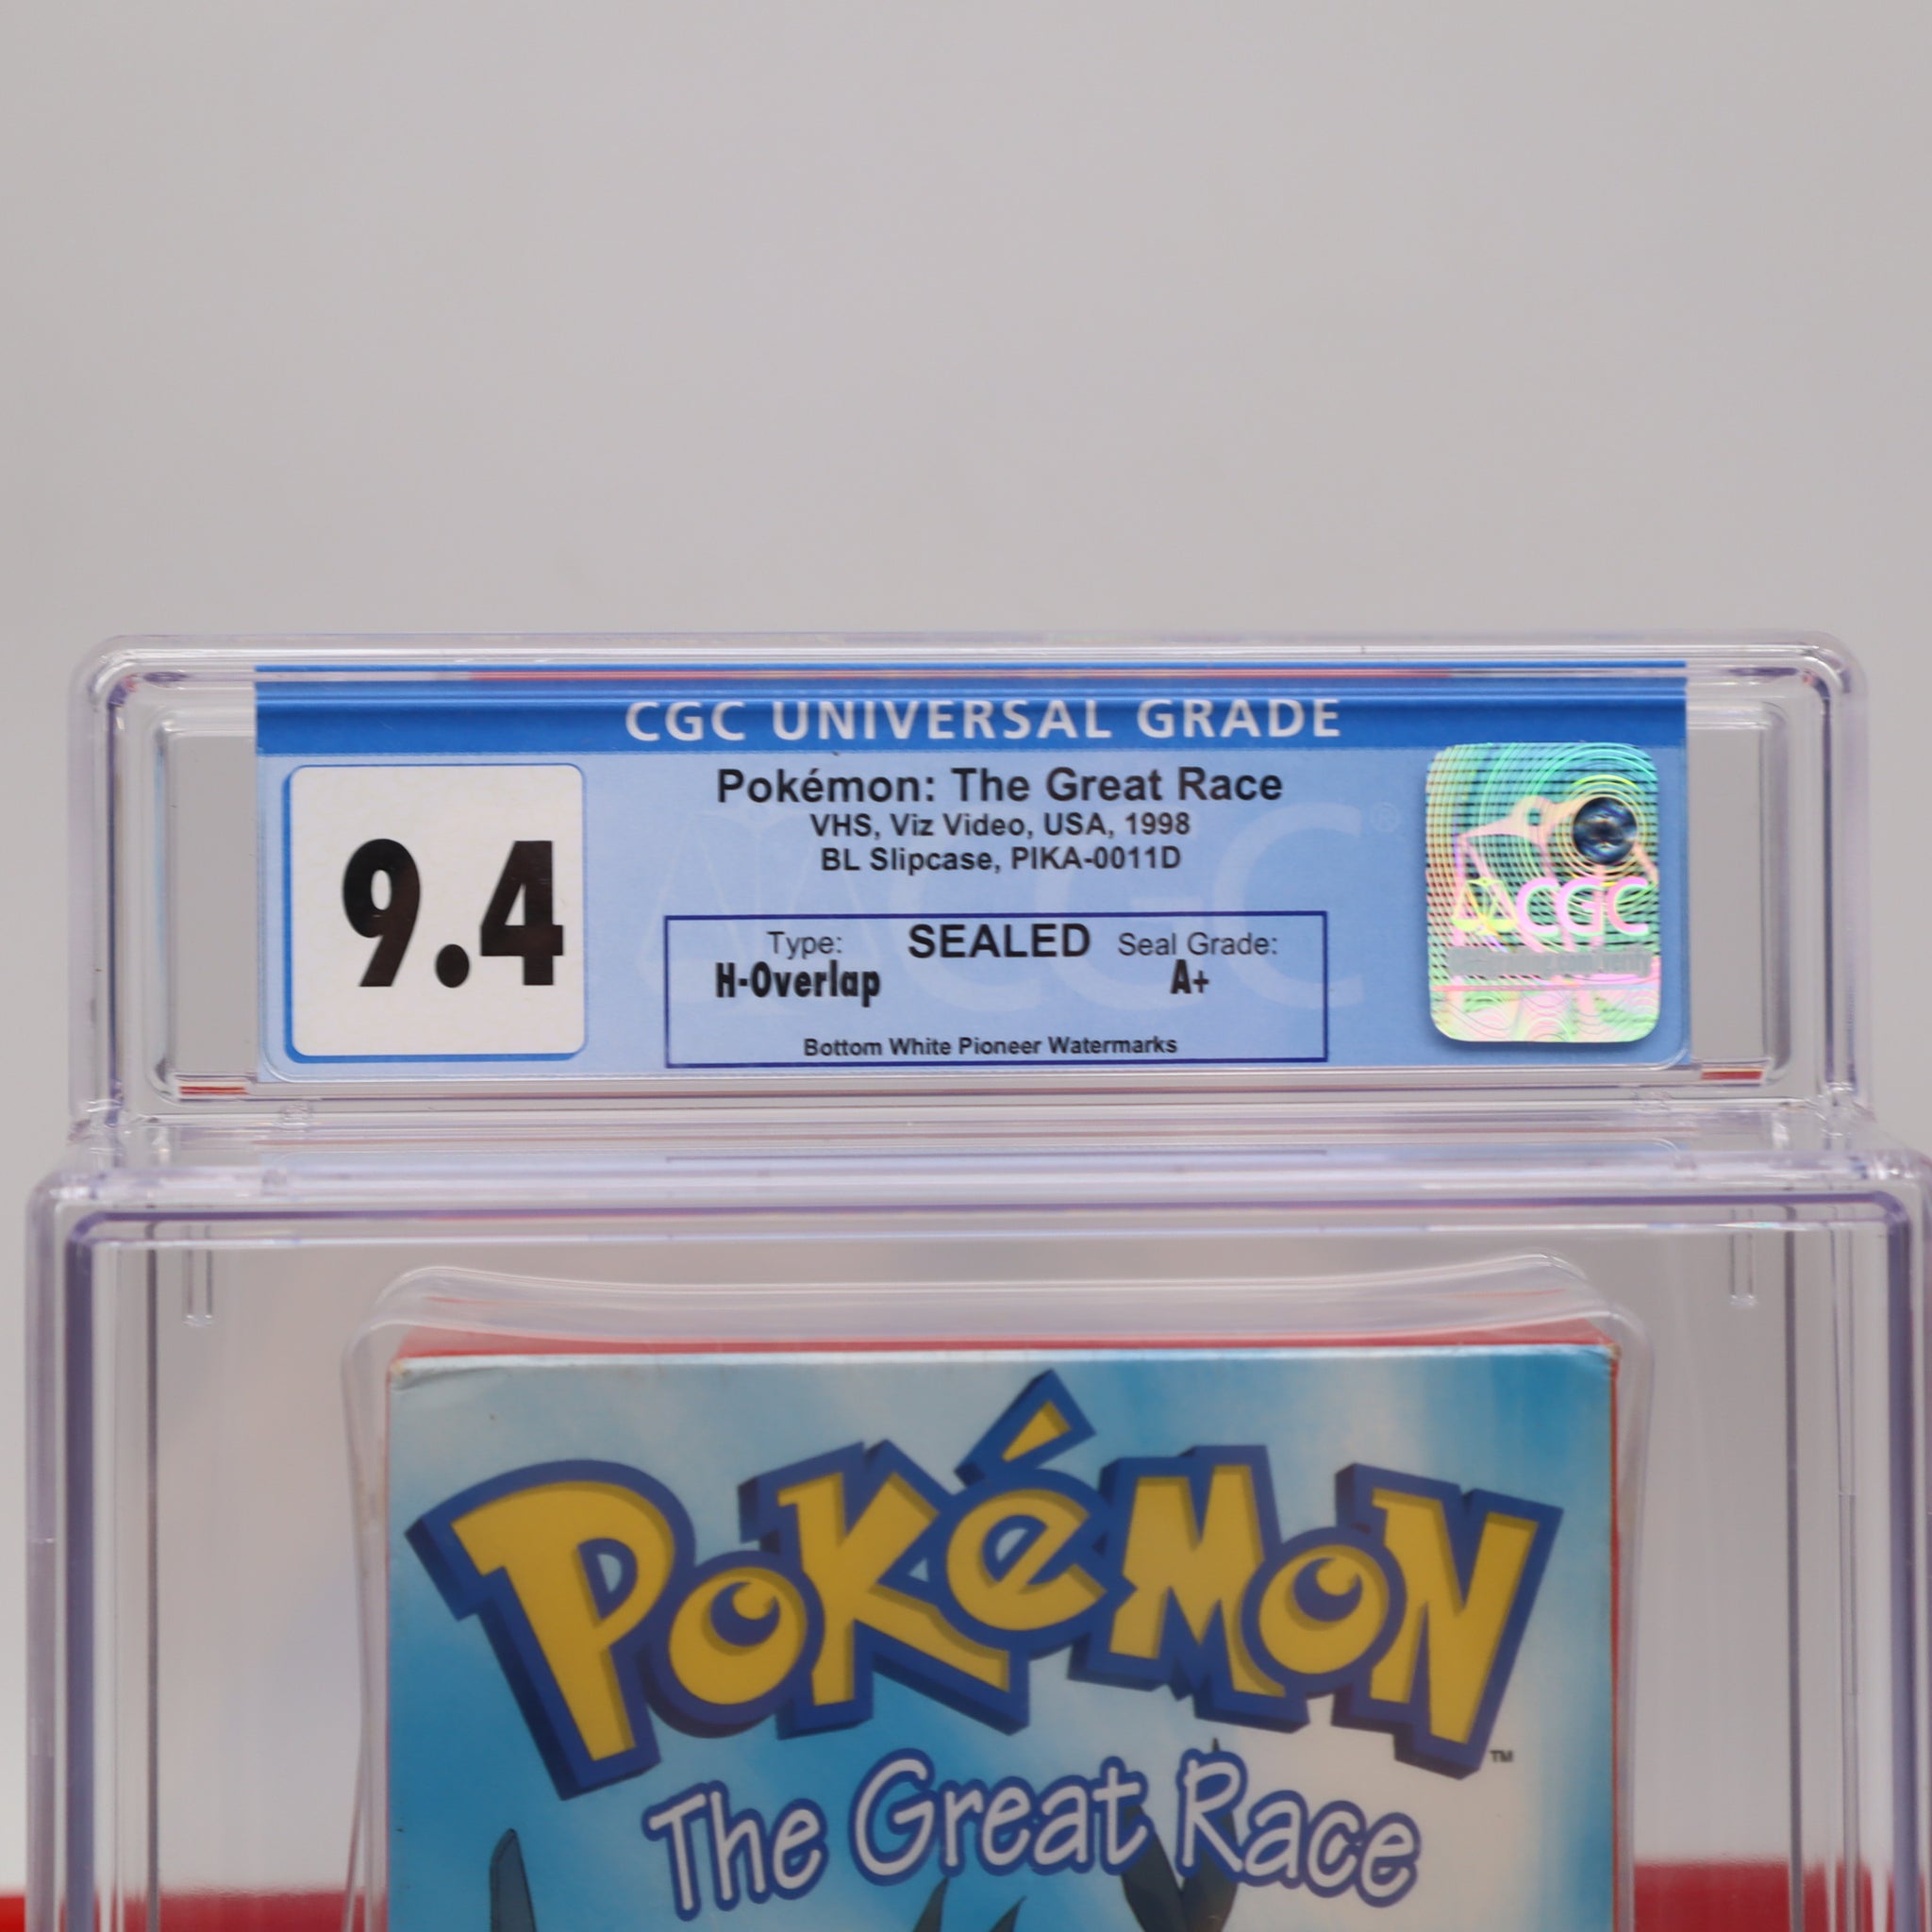 CGC UNIVERSAL GRADE
9.4
Pokémon: The Great Race
VHS, Viz Video, USA, 1998
BL Slipcase, PIKA-0011D
Type: SEALED Seal Grade:
H-Overlap A+
Bottom White Pioneer Watermarks
CGC
POKéMON
TM
The Great Race